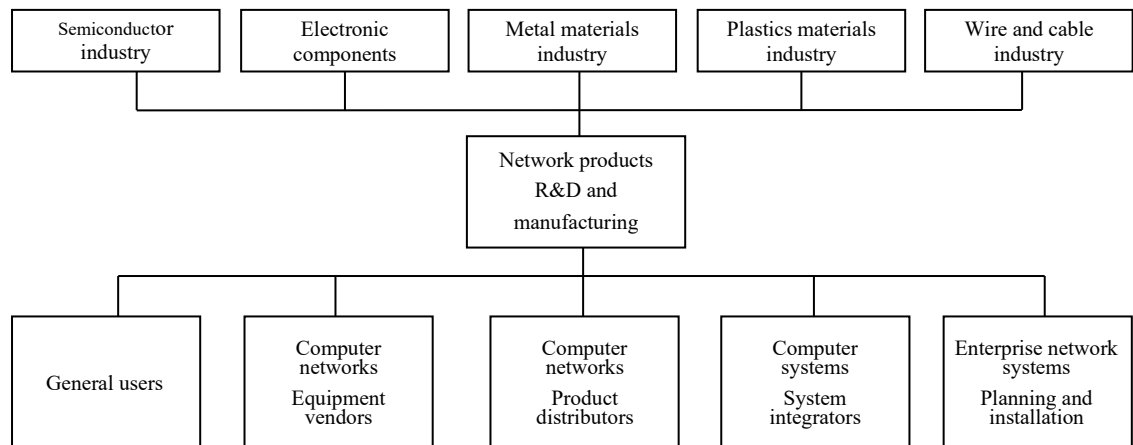 Semiconductor
industry
Electronic
components
Metal materials
industry
Plastics materials
industry
Wire and cable
industry
Network products
R&D and
manufacturing
General users
Computer
networks
Equipment
vendors
Computer
networks
Product
distributors
Computer
systems
System
integrators
Enterprise network
systems
Planning and
installation